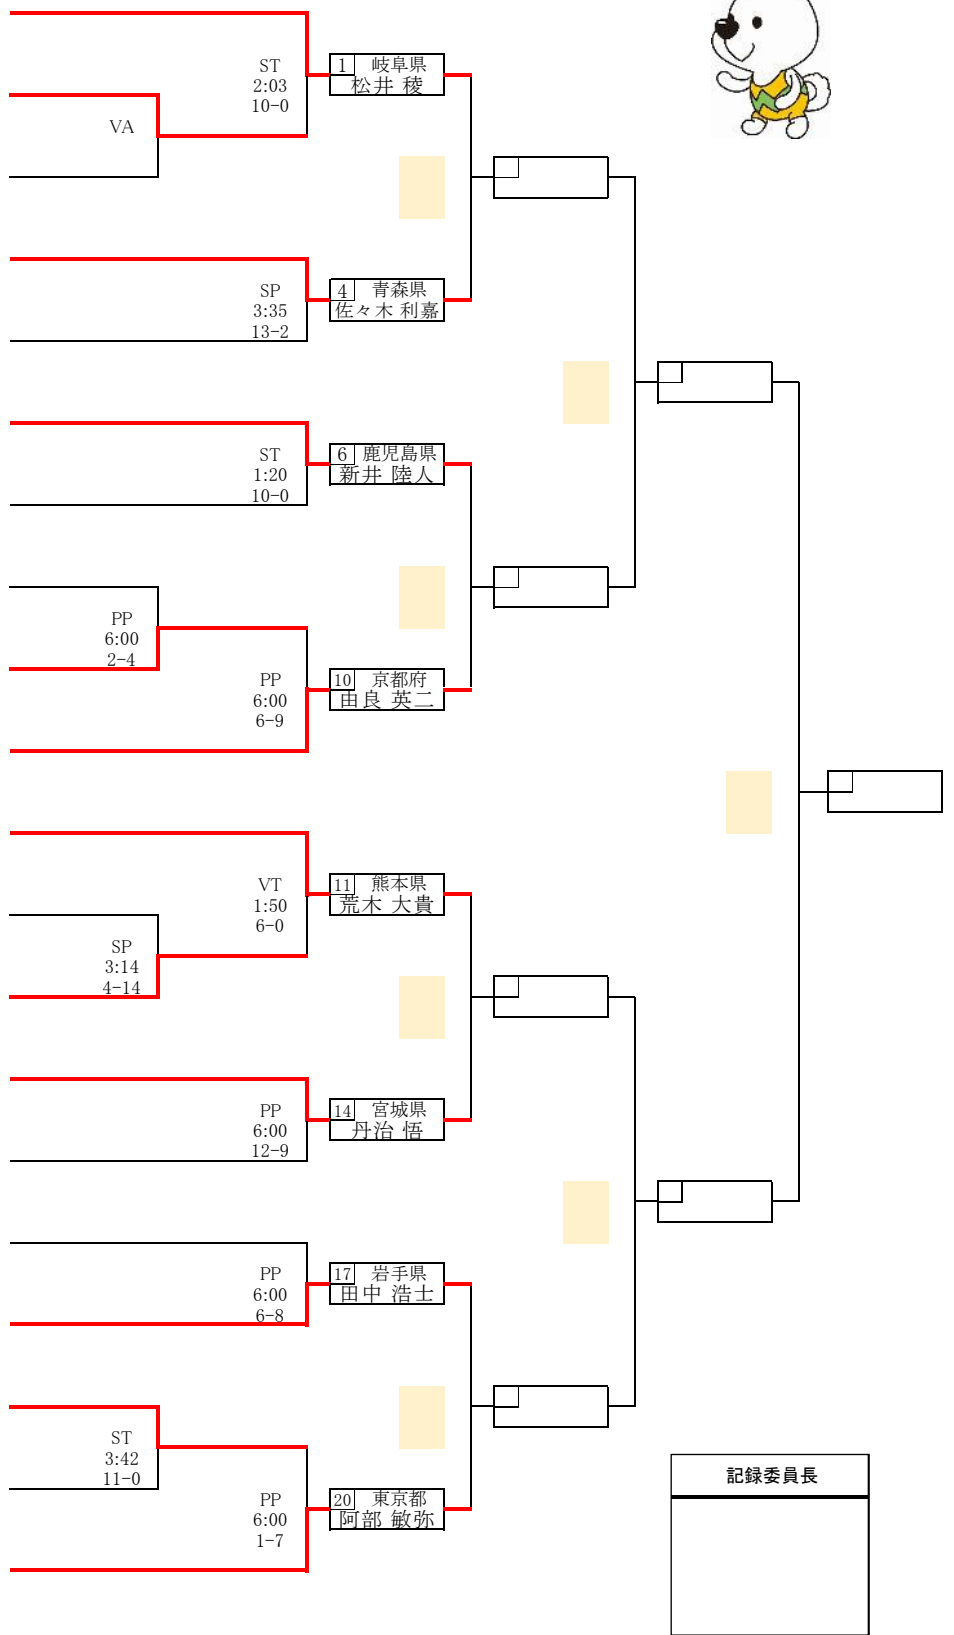 ST
2:03
10-0
1 岐阜県
松井 稜
VA
SP
3:35
13-2
4 青森県
佐々木 利嘉
ST
1:20
10-0
6 鹿児島県
新井 陸人
PP
6:00
2-4
PP
6:00
6-9
10 京都府
由良 英二
VT
1:50
6-0
11 熊本県
荒木 大貴
SP
3:14
4-14
PP
6:00
12-9
14 宮城県
丹治 悟
PP
6:00
6-8
17 岩手県
田中 浩士
ST
3:42
11-0
PP
6:00
1-7
20 東京都
阿部 敏弥
記録委員長